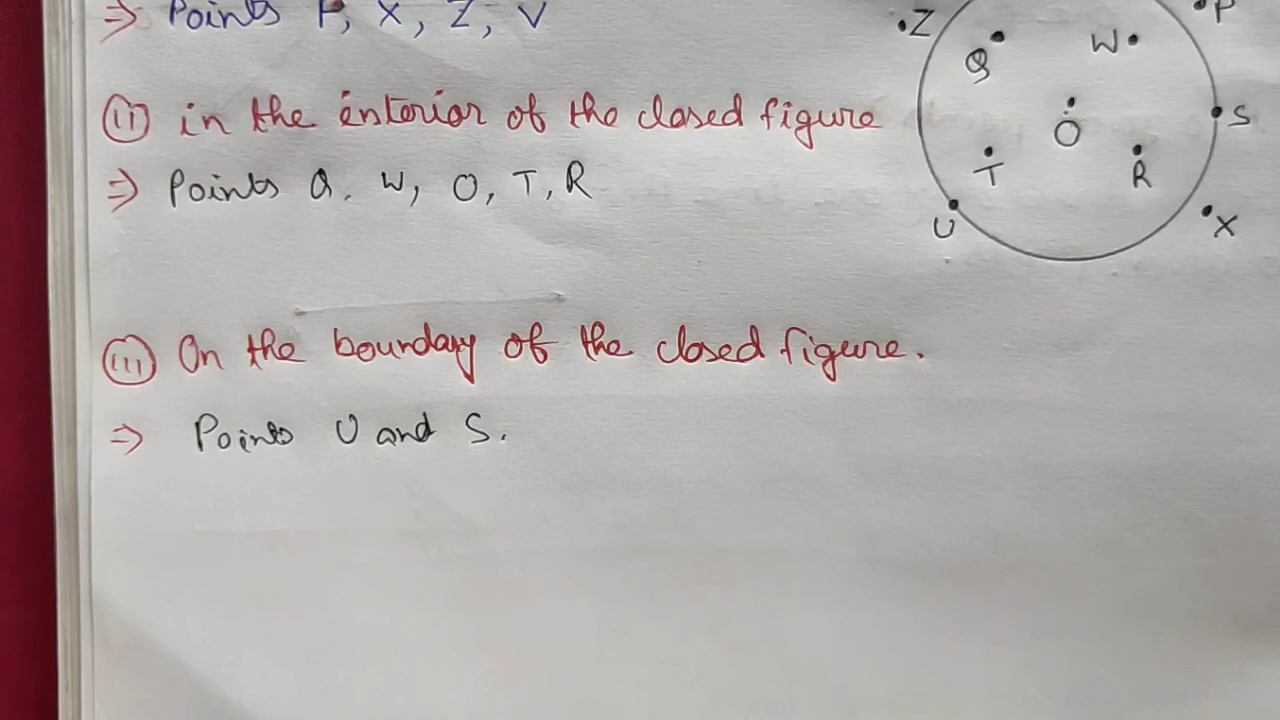 ⇒ Points P, X, Z, V
(ii) in the interior of the closed figure
⇒ Points Q, W, O, T, R
(iii) On the boundary of the closed figure.
⇒ Points U and S.
Z
P
Q
W
S
O
T
R
U
X